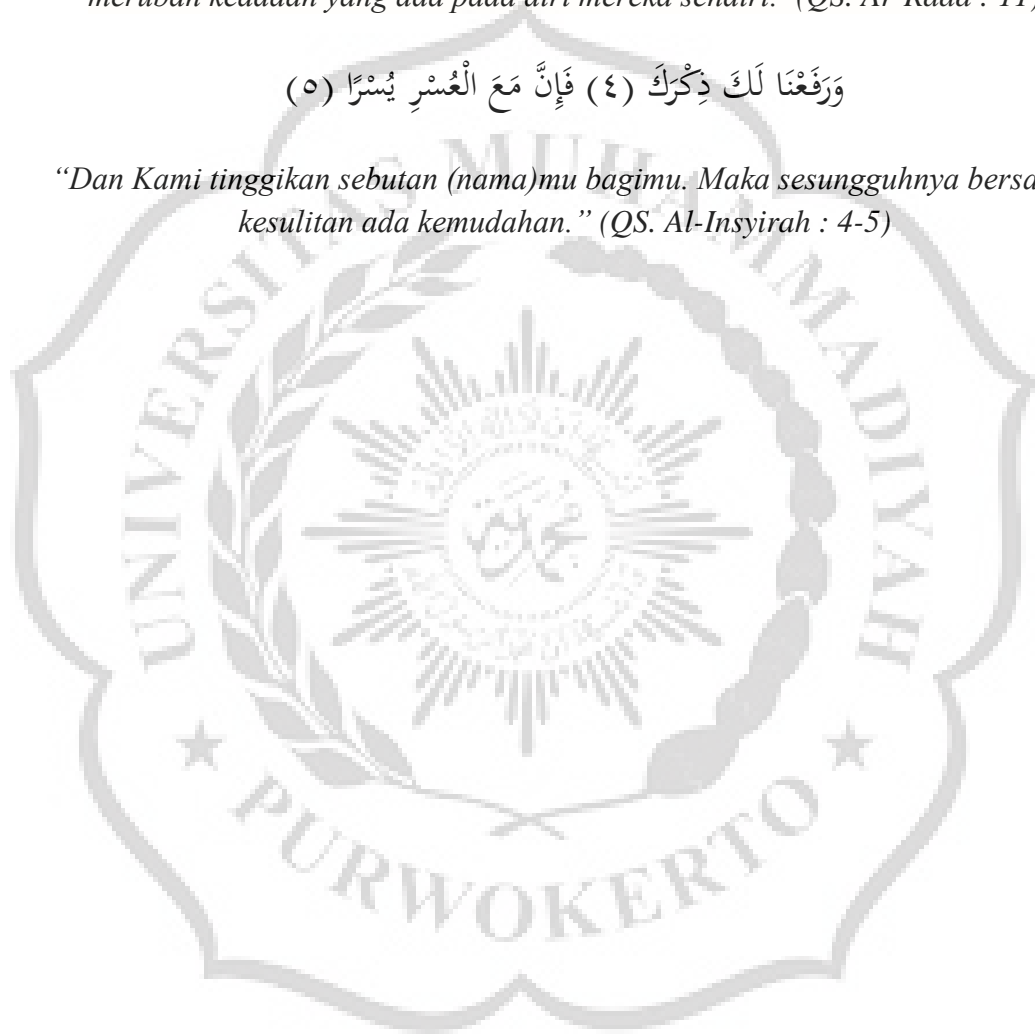 merubah keadaan yang ada pada diri mereka sendiri." (QS. Ar-Raad : 11)
وَرَفَعْنَا لَكَ ذِكْرَكَ (٤) فَإِنَّ مَعَ الْعُسْرِ يُسْرًا (٥)
“Dan Kami tinggikan sebutan (nama)mu bagimu. Maka sesungguhnya bersa
kesulitan ada kemudahan.” (QS. Al-Insyirah : 4-5)
UNIVERSITAS MUHAMMADIYAH
PURWOKERTO